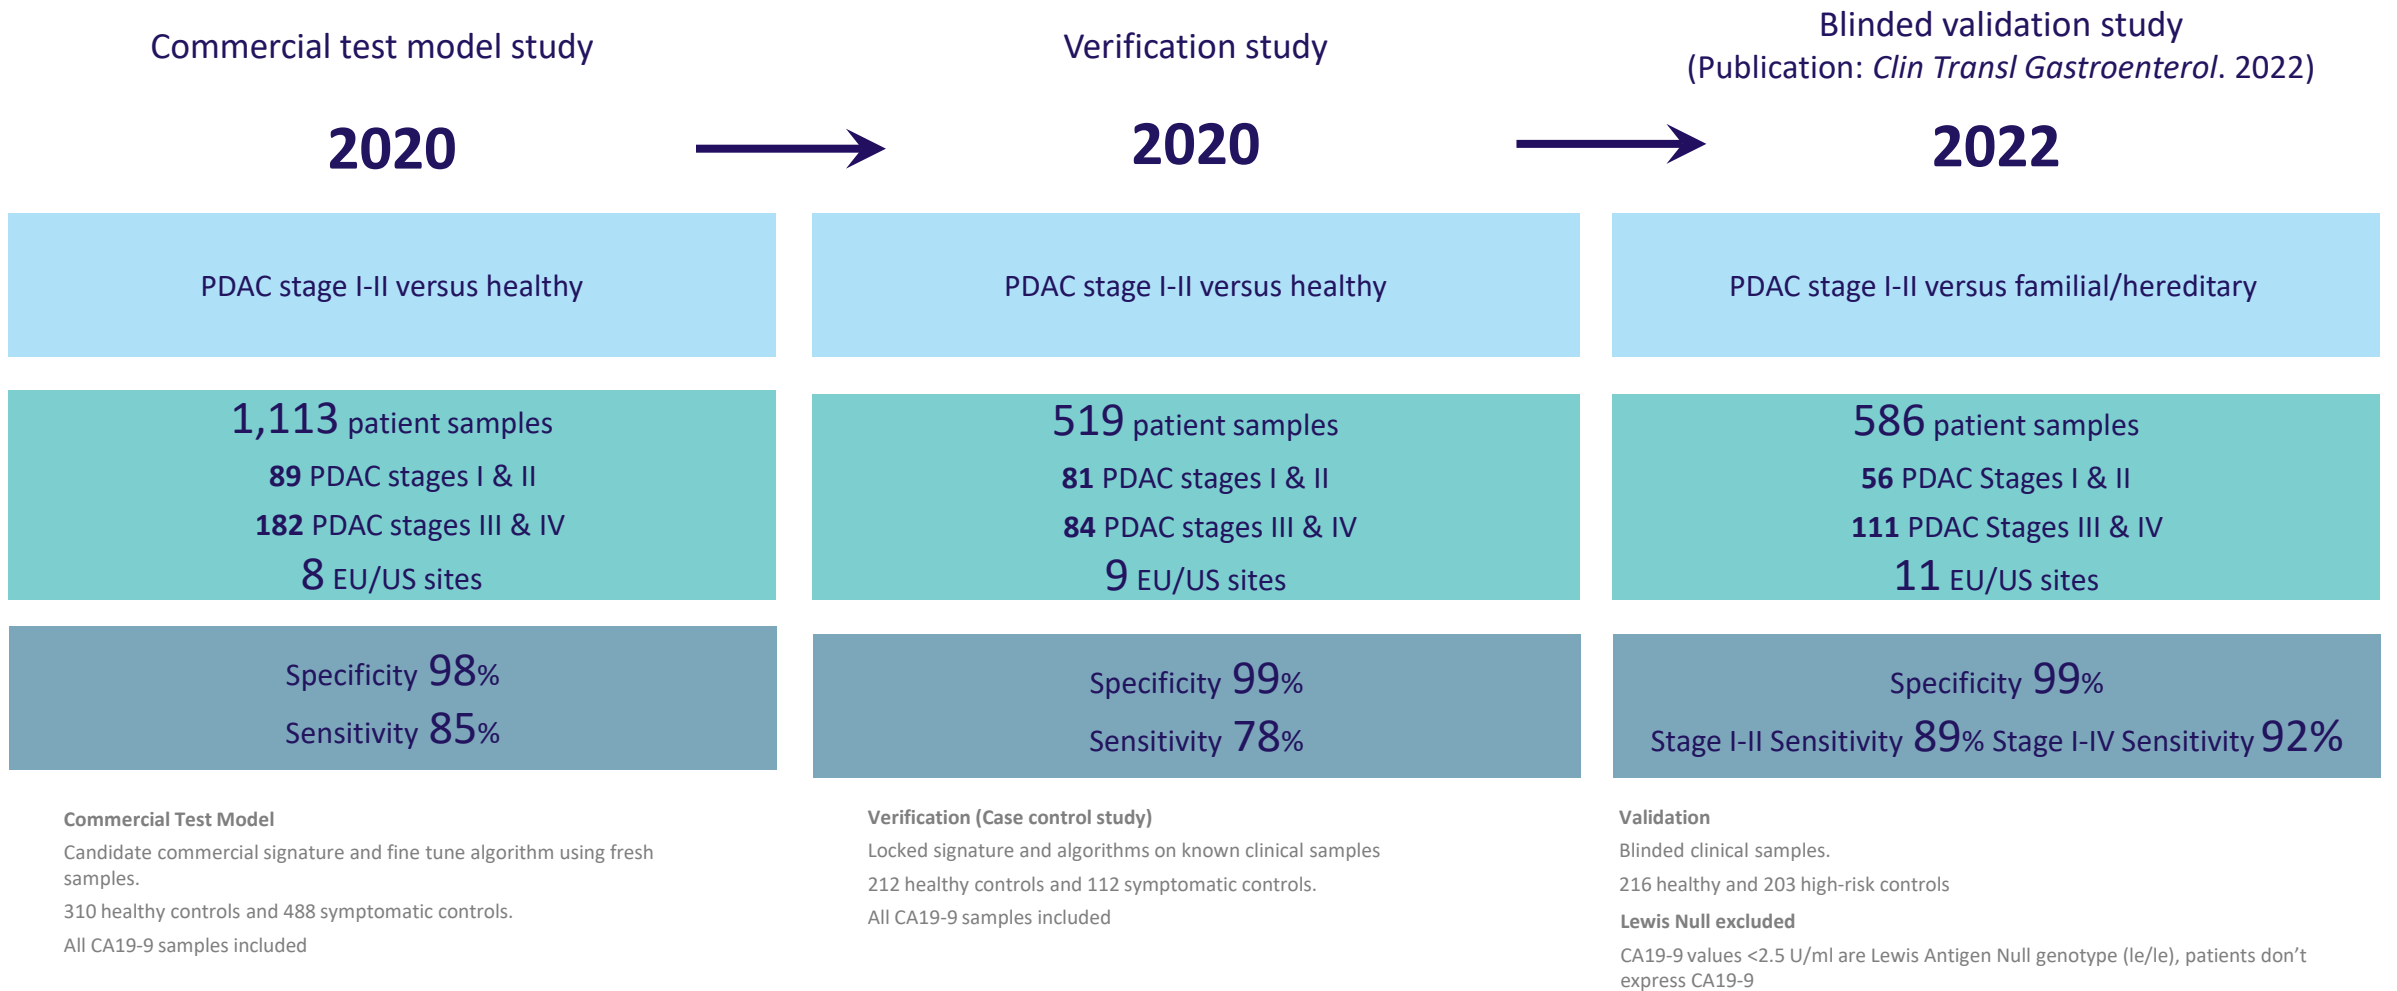 Commercial test model study
2020
PDAC stage I-II versus healthy
1,113 patient samples
89 PDAC stages I & II
182 PDAC stages III & IV
8 EU/US sites
Specificity 98%
Sensitivity 85%
Commercial Test Model
Candidate commercial signature and fine tune algorithm using fresh
samples.
310 healthy controls and 488 symptomatic controls.
All CA19-9 samples included
Verification study
2020
PDAC stage I-II versus healthy
519 patient samples
81 PDAC stages I & II
84 PDAC stages III & IV
9 EU/US sites
Specificity 99%
Sensitivity 78%
Verification (Case control study)
Locked signature and algorithms on known clinical samples
212 healthy controls and 112 symptomatic controls.
All CA19-9 samples included
Blinded validation study
(Publication: Clin Transl Gastroenterol. 2022)
2022
PDAC stage I-II versus familial/hereditary
586 patient samples
56 PDAC Stages I & II
111 PDAC Stages III & IV
11 EU/US sites
Specificity 99%
Stage I-II Sensitivity 89% Stage I-IV Sensitivity 92%
Validation
Blinded clinical samples.
216 healthy and 203 high-risk controls
Lewis Null excluded
CA19-9 values <2.5 U/ml are Lewis Antigen Null genotype (le/le), patients don’t
express CA19-9